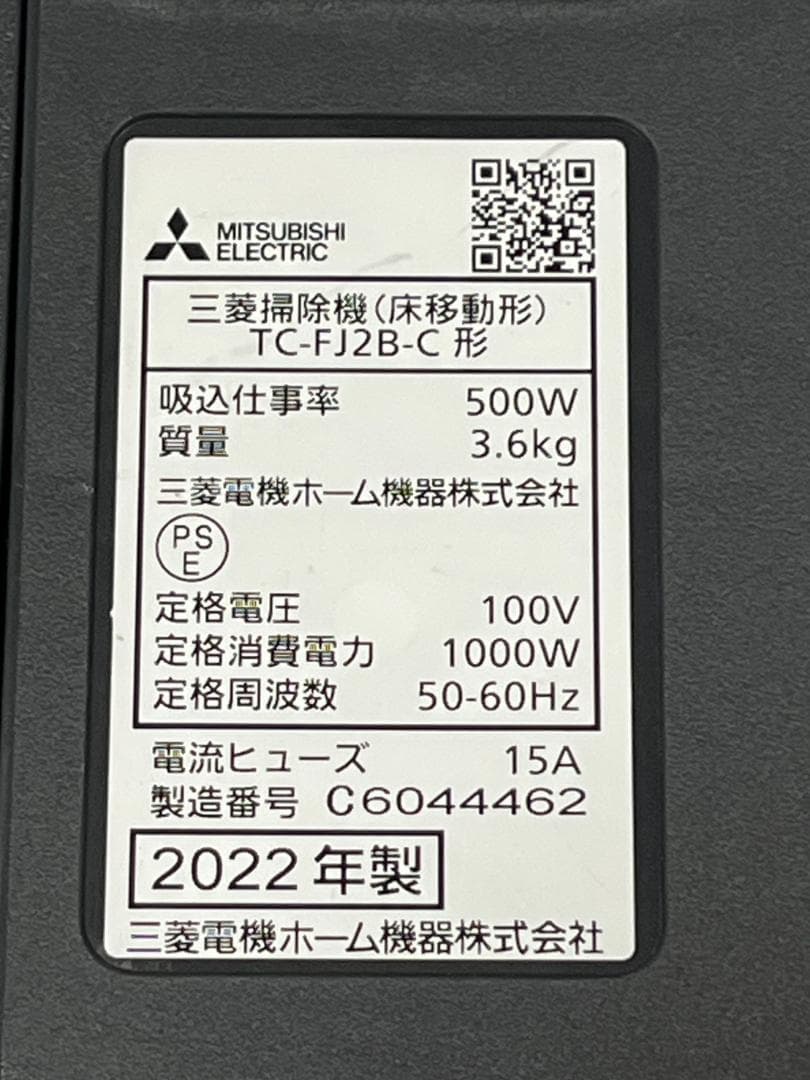 MITSUBISHI
ELECTRIC
三菱掃除機(床移動形)
TC-FJ2B-C 形
吸込仕事率 500W
質量 3.6kg
三菱電機ホーム機器株式会社
PS
E
定格電圧 100V
定格消費電力 1000W
定格周波数 50-60Hz
電流ヒューズ 15A
製造番号 C6044462
2022 年製
三菱電機ホーム機器株式会社